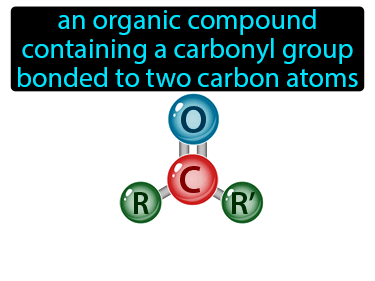 an organic compound
containing a carbonyl group
bonded to two carbon atoms
O
C
R R’